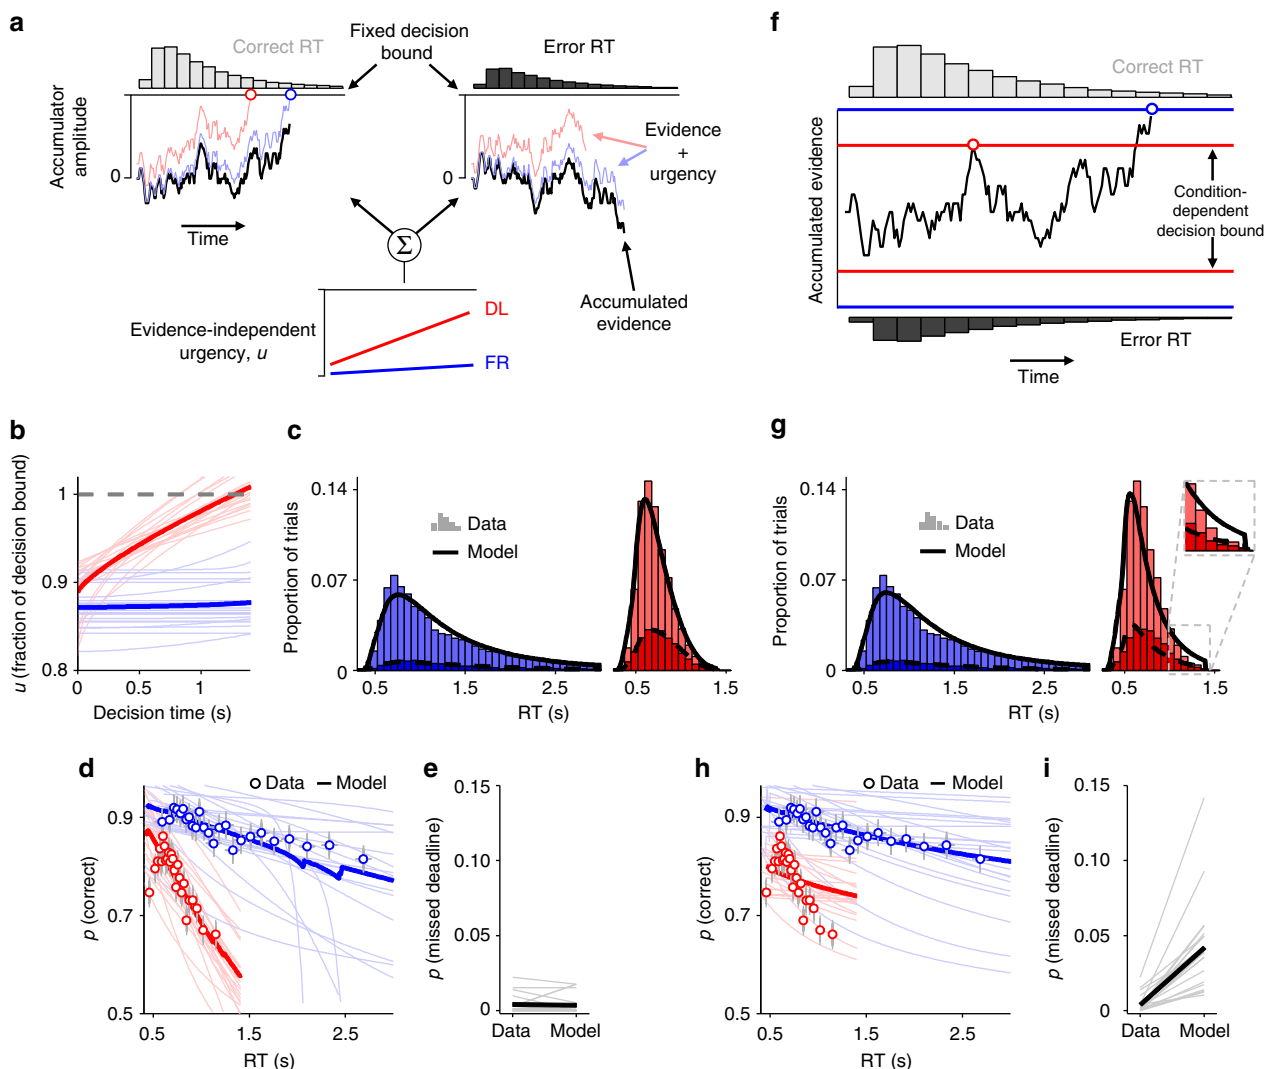 a
Correct RT
Fixed decision
bound
Error RT
Accumulator
amplitude
0
0
Evidence
+
urgency
Time
Σ
Accumulated
evidence
Evidence-independent
urgency, u
DL
FR
f
Correct RT
Accumulated evidence
Condition-
dependent
decision bound
Error RT
Time
b
u (fraction of decision bound)
1
0.9
0.8
0
0.5
1
Decision time (s)
c
Proportion of trials
0.14
0.07
0
Data
Model
0.5
1.5
2.5
0.5
1.5
RT (s)
g
Proportion of trials
0.14
0.07
0
Data
Model
0.5
1.5
2.5
0.5
1.5
RT (s)
d
p (correct)
0.9
0.7
0.5
Data
Model
0.5
1.5
2.5
RT (s)
e
p (missed deadline)
0.15
0.10
0.05
0
Data
Model
h
p (correct)
0.9
0.7
0.5
Data
Model
0.5
1.5
2.5
RT (s)
i
p (missed deadline)
0.15
0.10
0.05
0
Data
Model